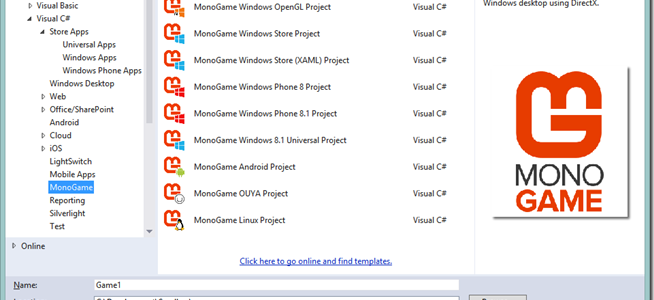 Visual Basic
Visual C#
Store Apps
Universal Apps
Windows Apps
Windows Phone Apps
Windows Desktop
Web
Office/SharePoint
Android
Cloud
iOS
LightSwitch
Mobile Apps
MonoGame
Reporting
Silverlight
Test
Online
MonoGame Windows OpenGL Project Visual C#
MonoGame Windows Store Project Visual C#
MonoGame Windows Store (XAML) Project Visual C#
MonoGame Windows Phone 8 Project Visual C#
MonoGame Windows Phone 8.1 Project Visual C#
MonoGame Windows 8.1 Universal Project Visual C#
MonoGame Android Project Visual C#
MonoGame OUYA Project Visual C#
MonoGame Linux Project Visual C#
Click here to go online and find templates.
Windows desktop using DirectX.
MONO
GAME
Name: Game1